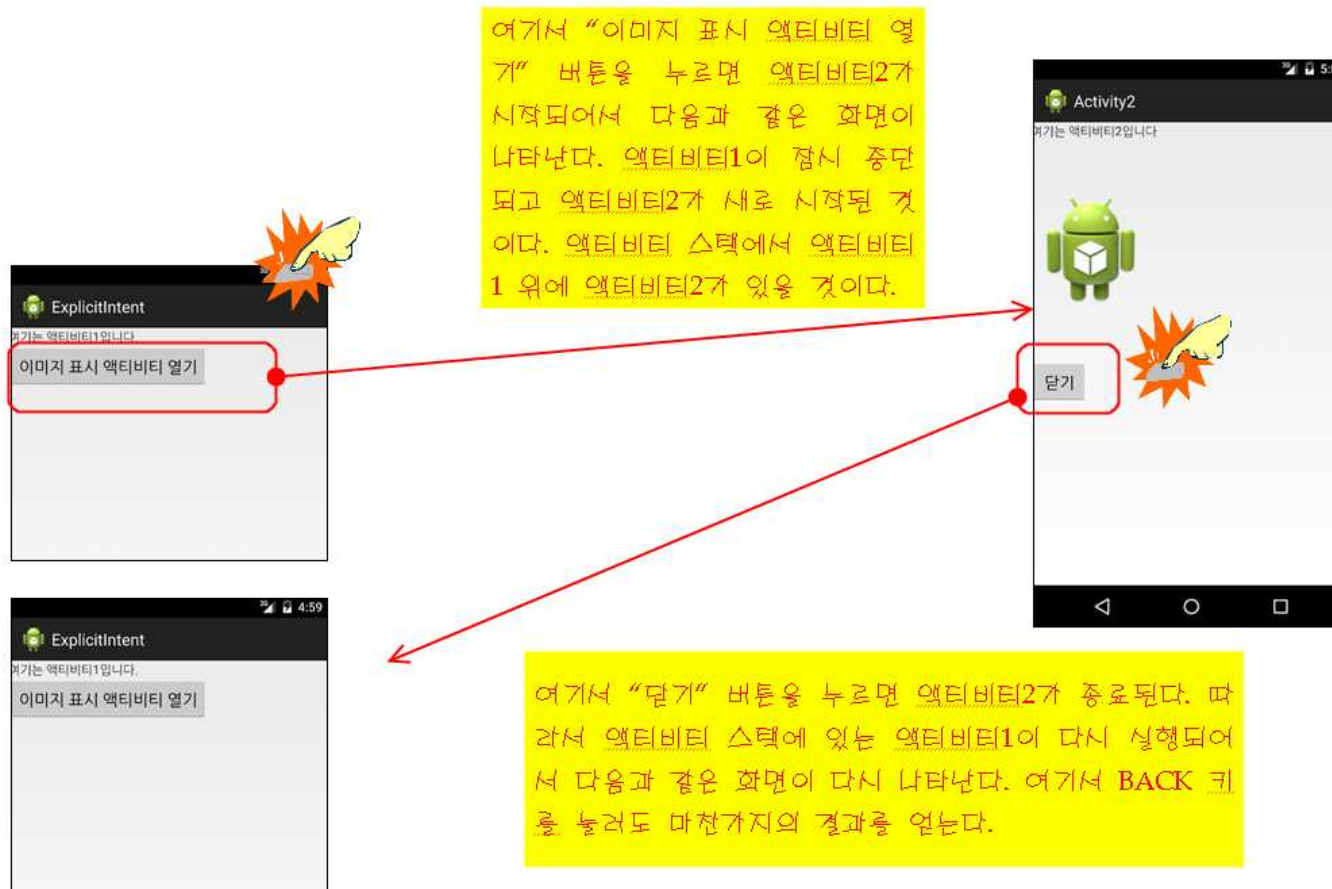 여기서 “이미지 표시 액티비티 열
기” 버튼을 누르면 액티비티2가
시작되어서 다음과 같은 화면이
나타난다. 액티비티1이 잠시 중단
되고 액티비티2가 새로 시작된 것
이다. 액티비티 스택에서 액티비티
1 위에 액티비티2가 있을 것이다.
ExplicitIntent
여기는 액티비티1입니다.
이미지 표시 액티비티 열기
Activity2
여기는 액티비티2입니다
닫기
4:59
ExplicitIntent
여기는 액티비티1입니다.
이미지 표시 액티비티 열기
여기서 “닫기” 버튼을 누르면 액티비티2가 종료된다. 따
라서 액티비티 스택에 있는 액티비티1이 다시 실행되어
서 다음과 같은 화면이 다시 나타난다. 여기서 BACK 키
를 눌러도 마찬가지의 결과를 얻는다.